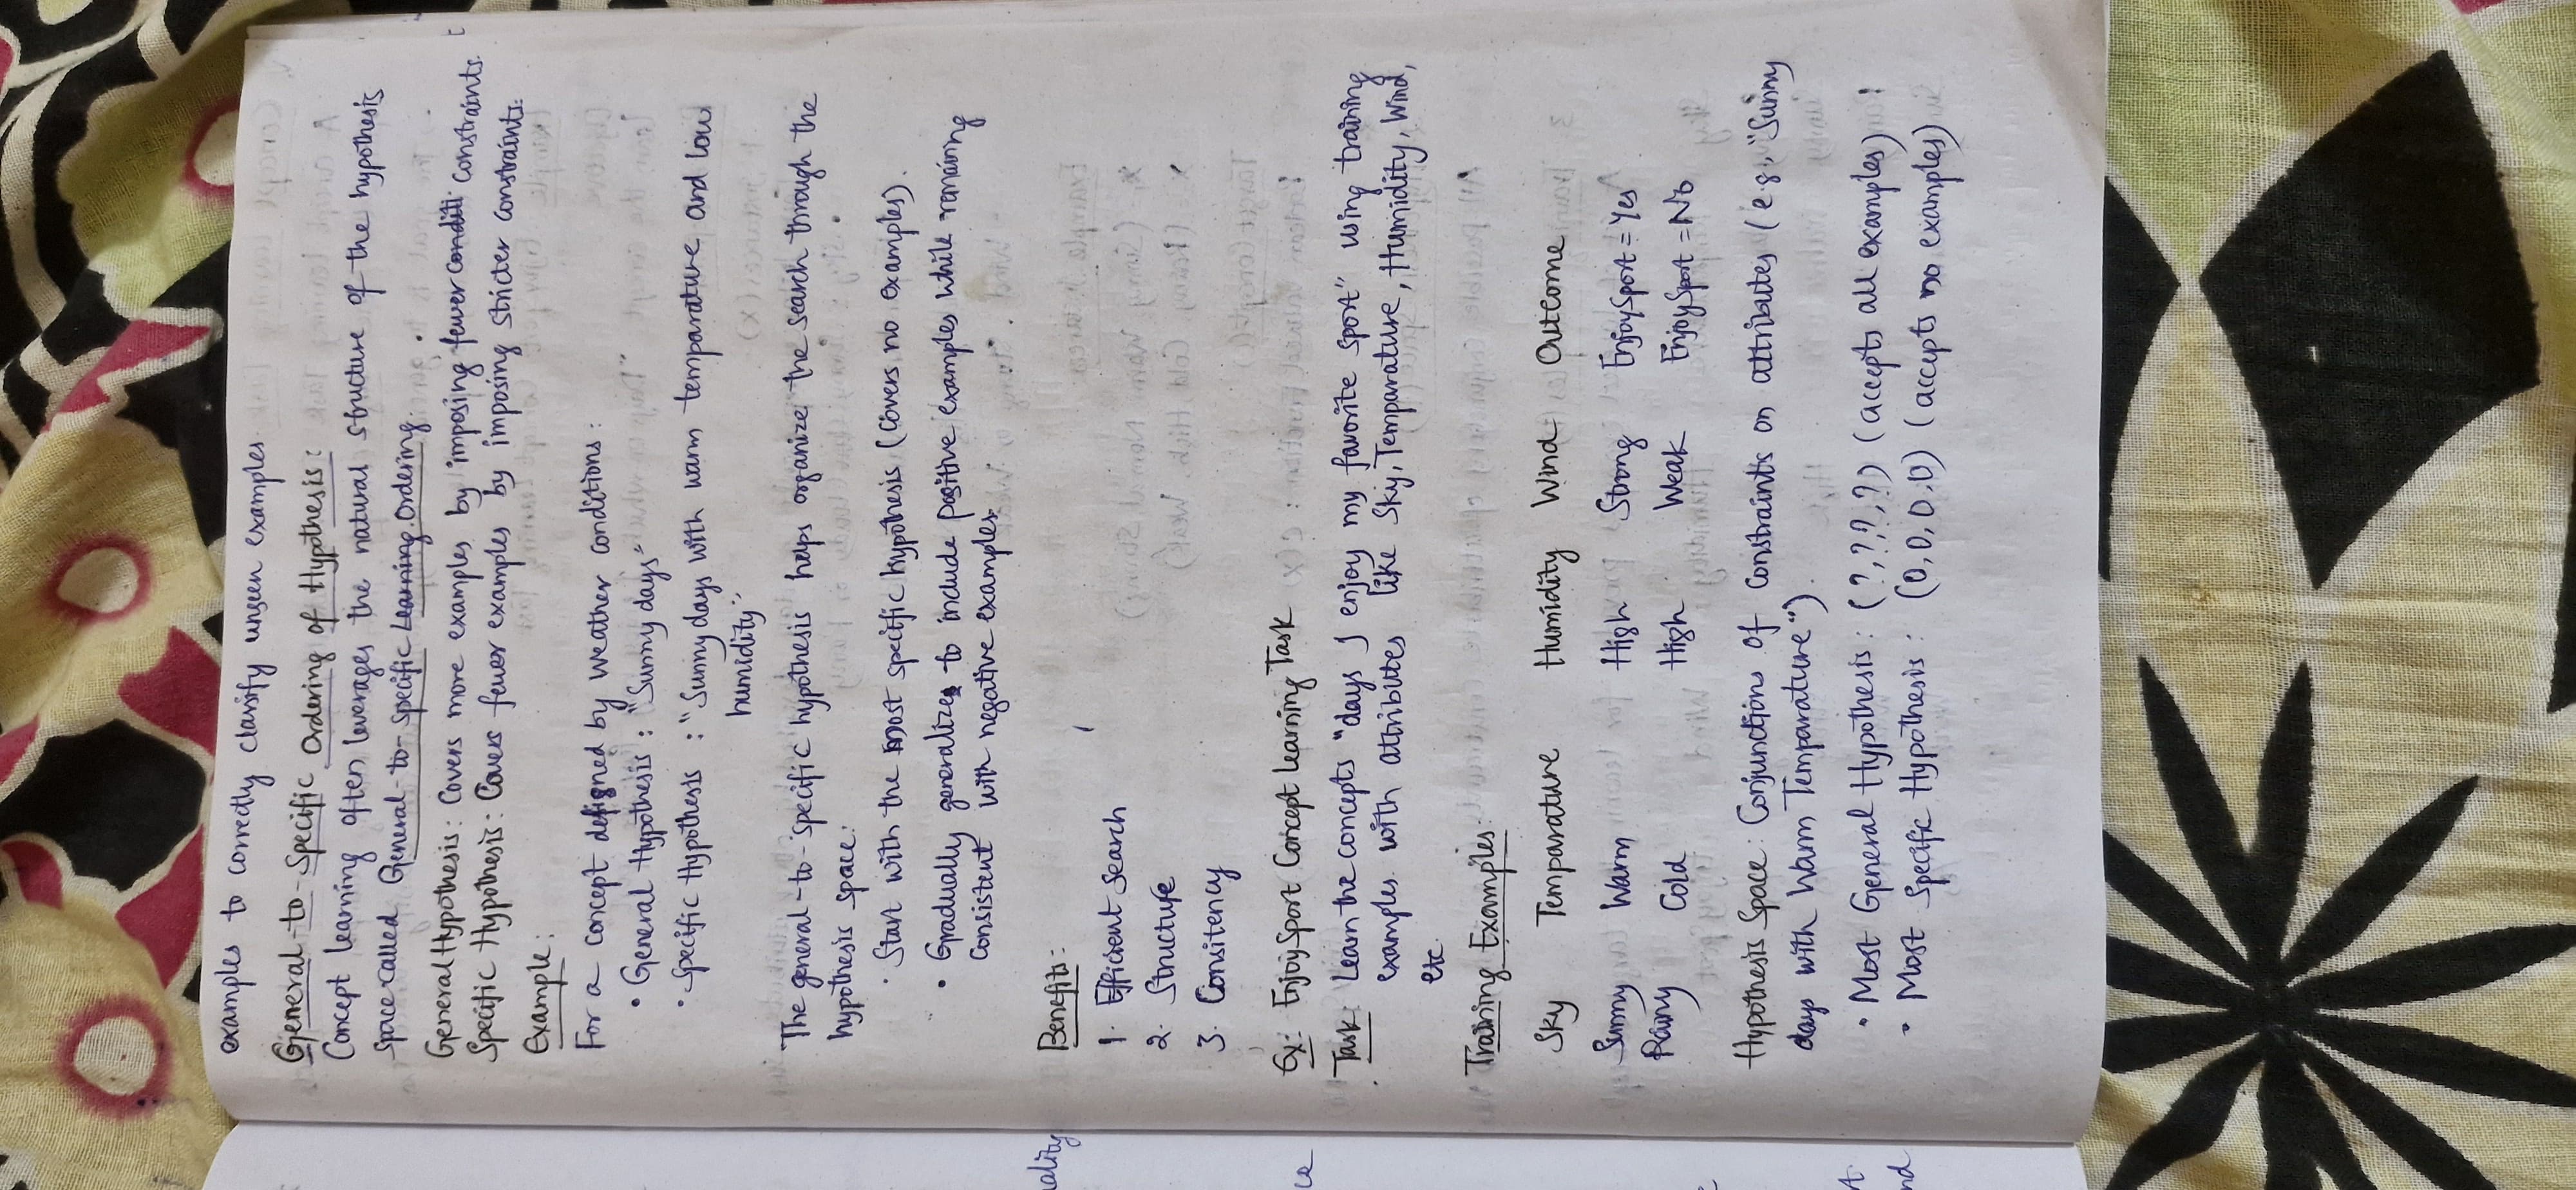 examples to correctly classify unseen examples.
General-to-Specific Ordering of Hypothesis:
Concept learning often leverages the natural structure of the hypothesis
space called General-to-Specific Learning Ordering.
General Hypothesis: Covers more examples by imposing fewer conditi constraints.
Specific Hypothesis: Covers fewer examples by imposing stricter constraints.
Example:
For a concept defigned by weather conditions:
• General Hypothesis : "Sunny days"
• Specific Hypothesis : "Sunny days with warm temparature and low
humidity"
The general-to-specific hypothesis helps organize the search through the
hypothesis space:
• Start with the most specific hypothesis (covers no examples).
• Gradually generalizes to include positive examples while remaining
consistent with negative examples.
ality
Benefits:
1. Efficient Search
2. Structure
3. Consitency
ce
Ex: EnjoySport Concept Learning Task
Task: Learn the concepts "days I enjoy my favorite sport" using training
examples with attributes like Sky, Temparature, Humidity, Wind,
etc.
Training Examples:
Sky Temparature Humidity Wind Outcome
Sunny Warm High Strong EnjoySport = Yes
Rainy Cold High Weak EnjoySport = No
Hypothesis Space: Conjunctions of constraints on attributes (e.g., "Sunny
days with Warm Temparature").
• Most General Hypothesis: (?,?,?,?) (accepts all examples)
nd
• Most Specific Hypothesis: (0,0,0,0) (accepts no examples)